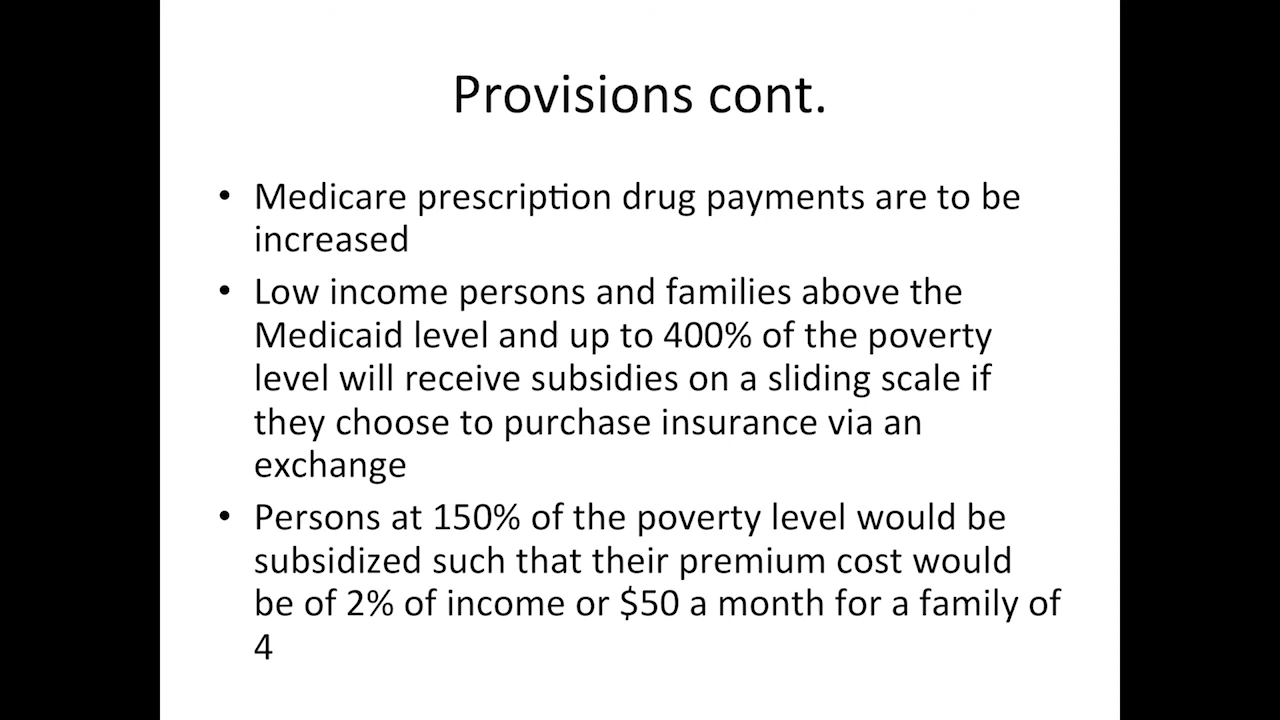 Provisions cont.
• Medicare prescription drug payments are to be
increased
• Low income persons and families above the
Medicaid level and up to 400% of the poverty
level will receive subsidies on a sliding scale if
they choose to purchase insurance via an
exchange
• Persons at 150% of the poverty level would be
subsidized such that their premium cost would
be of 2% of income or $50 a month for a family of
4